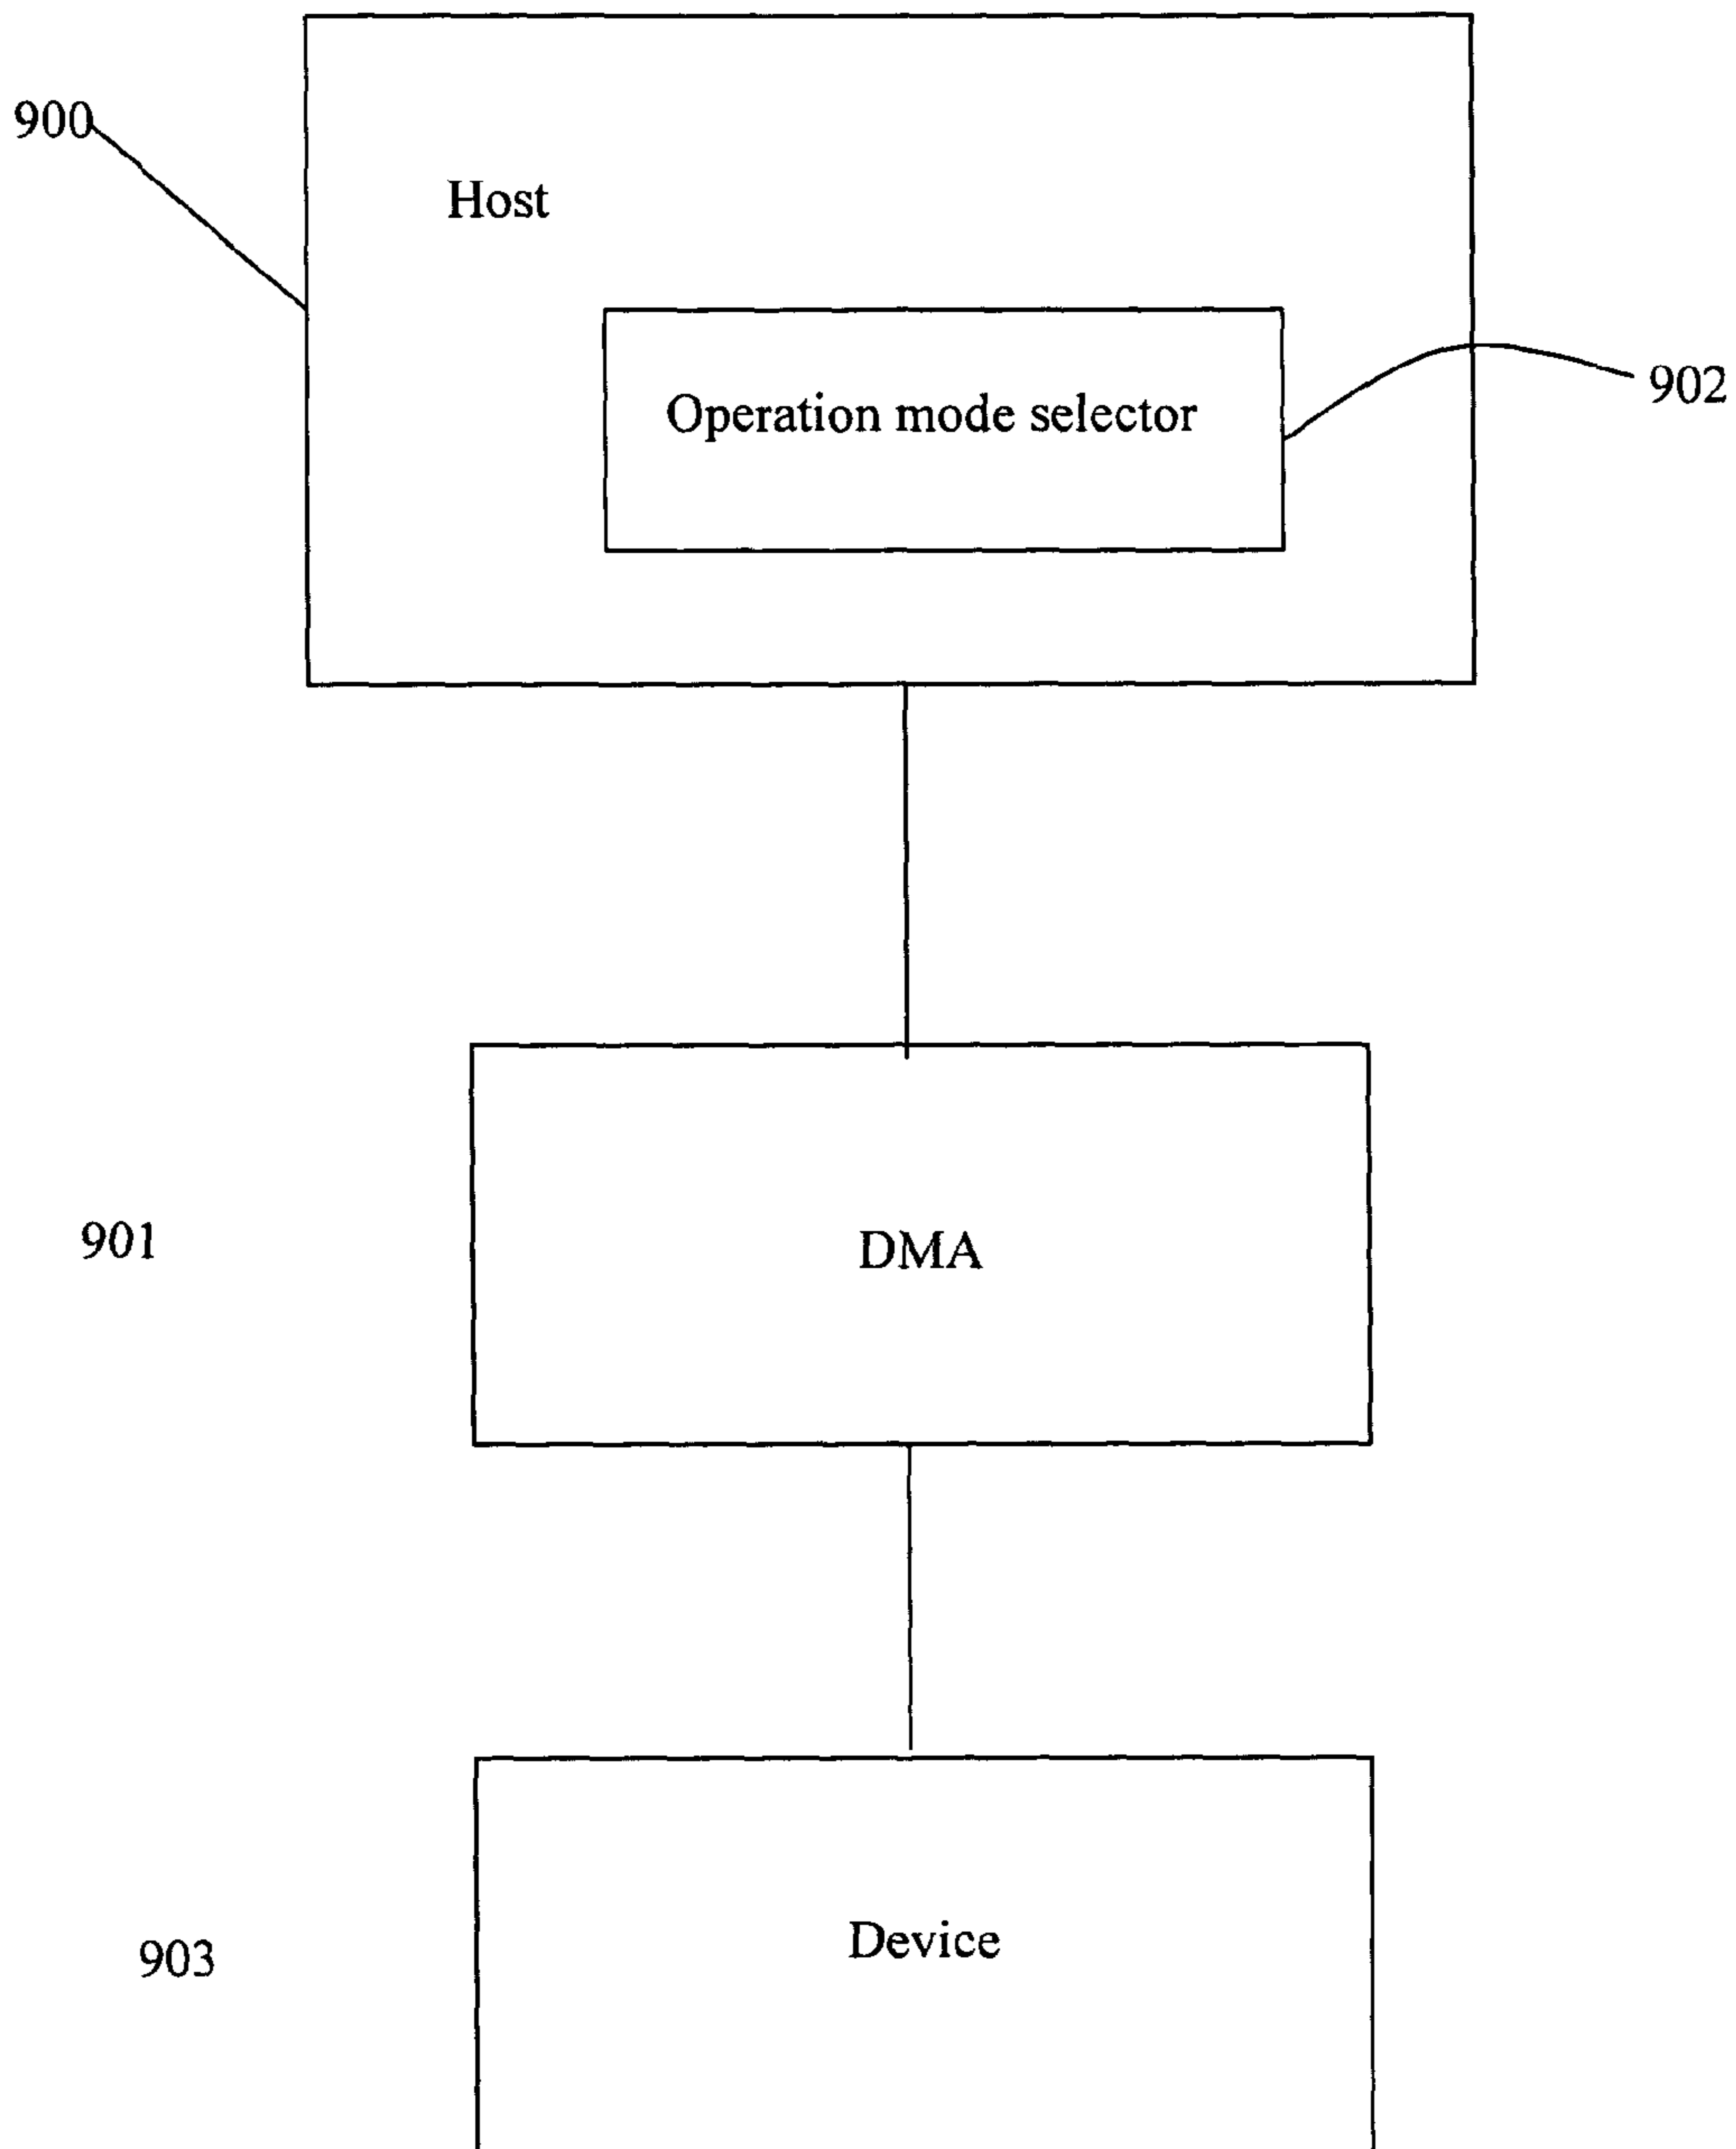 900
Host
Operation mode selector
902
901
DMA
903
Device